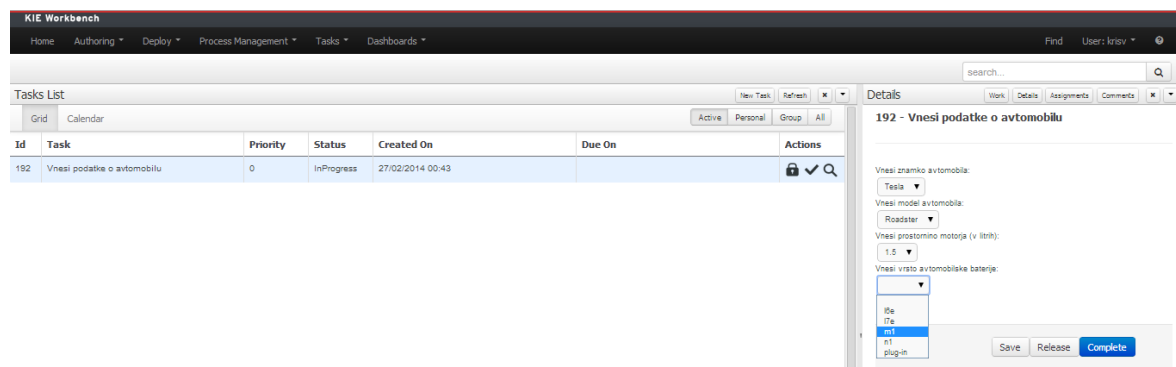 KIE Workbench
Home Authoring Deploy Process Management Tasks Dashboards Find User: krisv
search...
Tasks List New Task Refresh
Grid Calendar Active Personal Group All
Id Task Priority Status Created On Due On Actions
192 Vnesi podatke o avtomobilu 0 InProgress 27/02/2014 00:43
Details Work Details Assignments Comments
192 - Vnesi podatke o avtomobilu
Vnesi znamko avtomobila:
Tesla
Vnesi model avtomobila:
Roadster
Vnesi prostornino motorja (v litrih):
1.5
Vnesi vrsto avtomobilske baterije:
l6e
l7e
m1
n1
plug-in
Save Release Complete